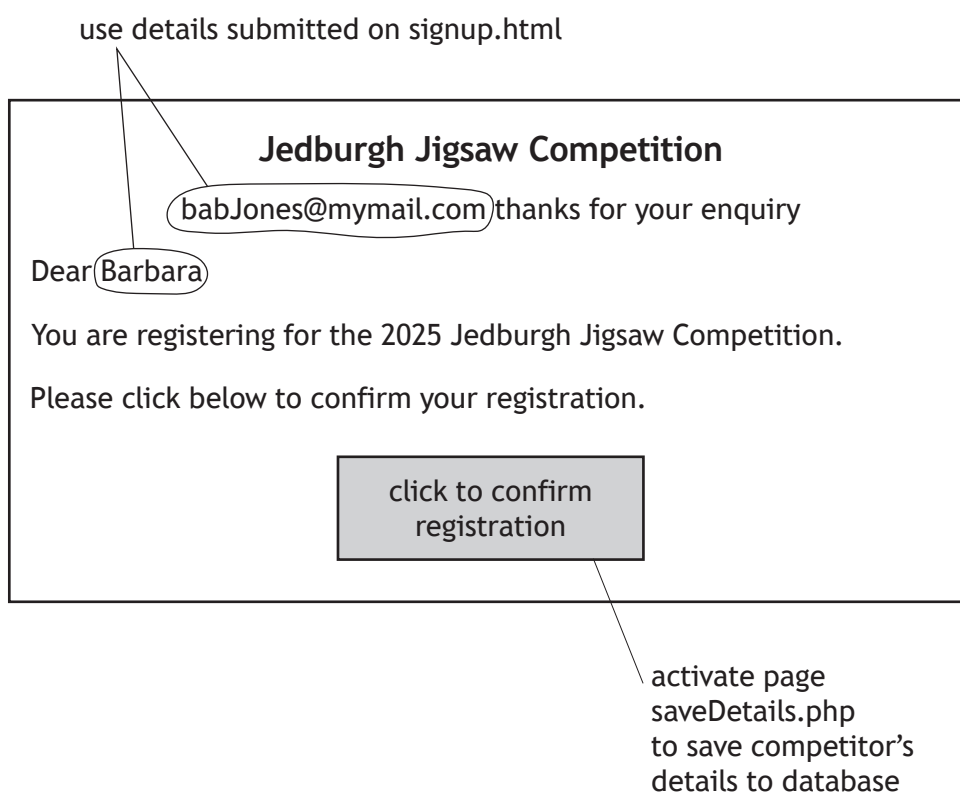 use details submitted on signup.html
Jedburgh Jigsaw Competition
babJones@mymail.com thanks for your enquiry
Dear Barbara
You are registering for the 2025 Jedburgh Jigsaw Competition.
Please click below to confirm your registration.
click to confirm
registration
activate page
saveDetails.php
to save competitor’s
details to database